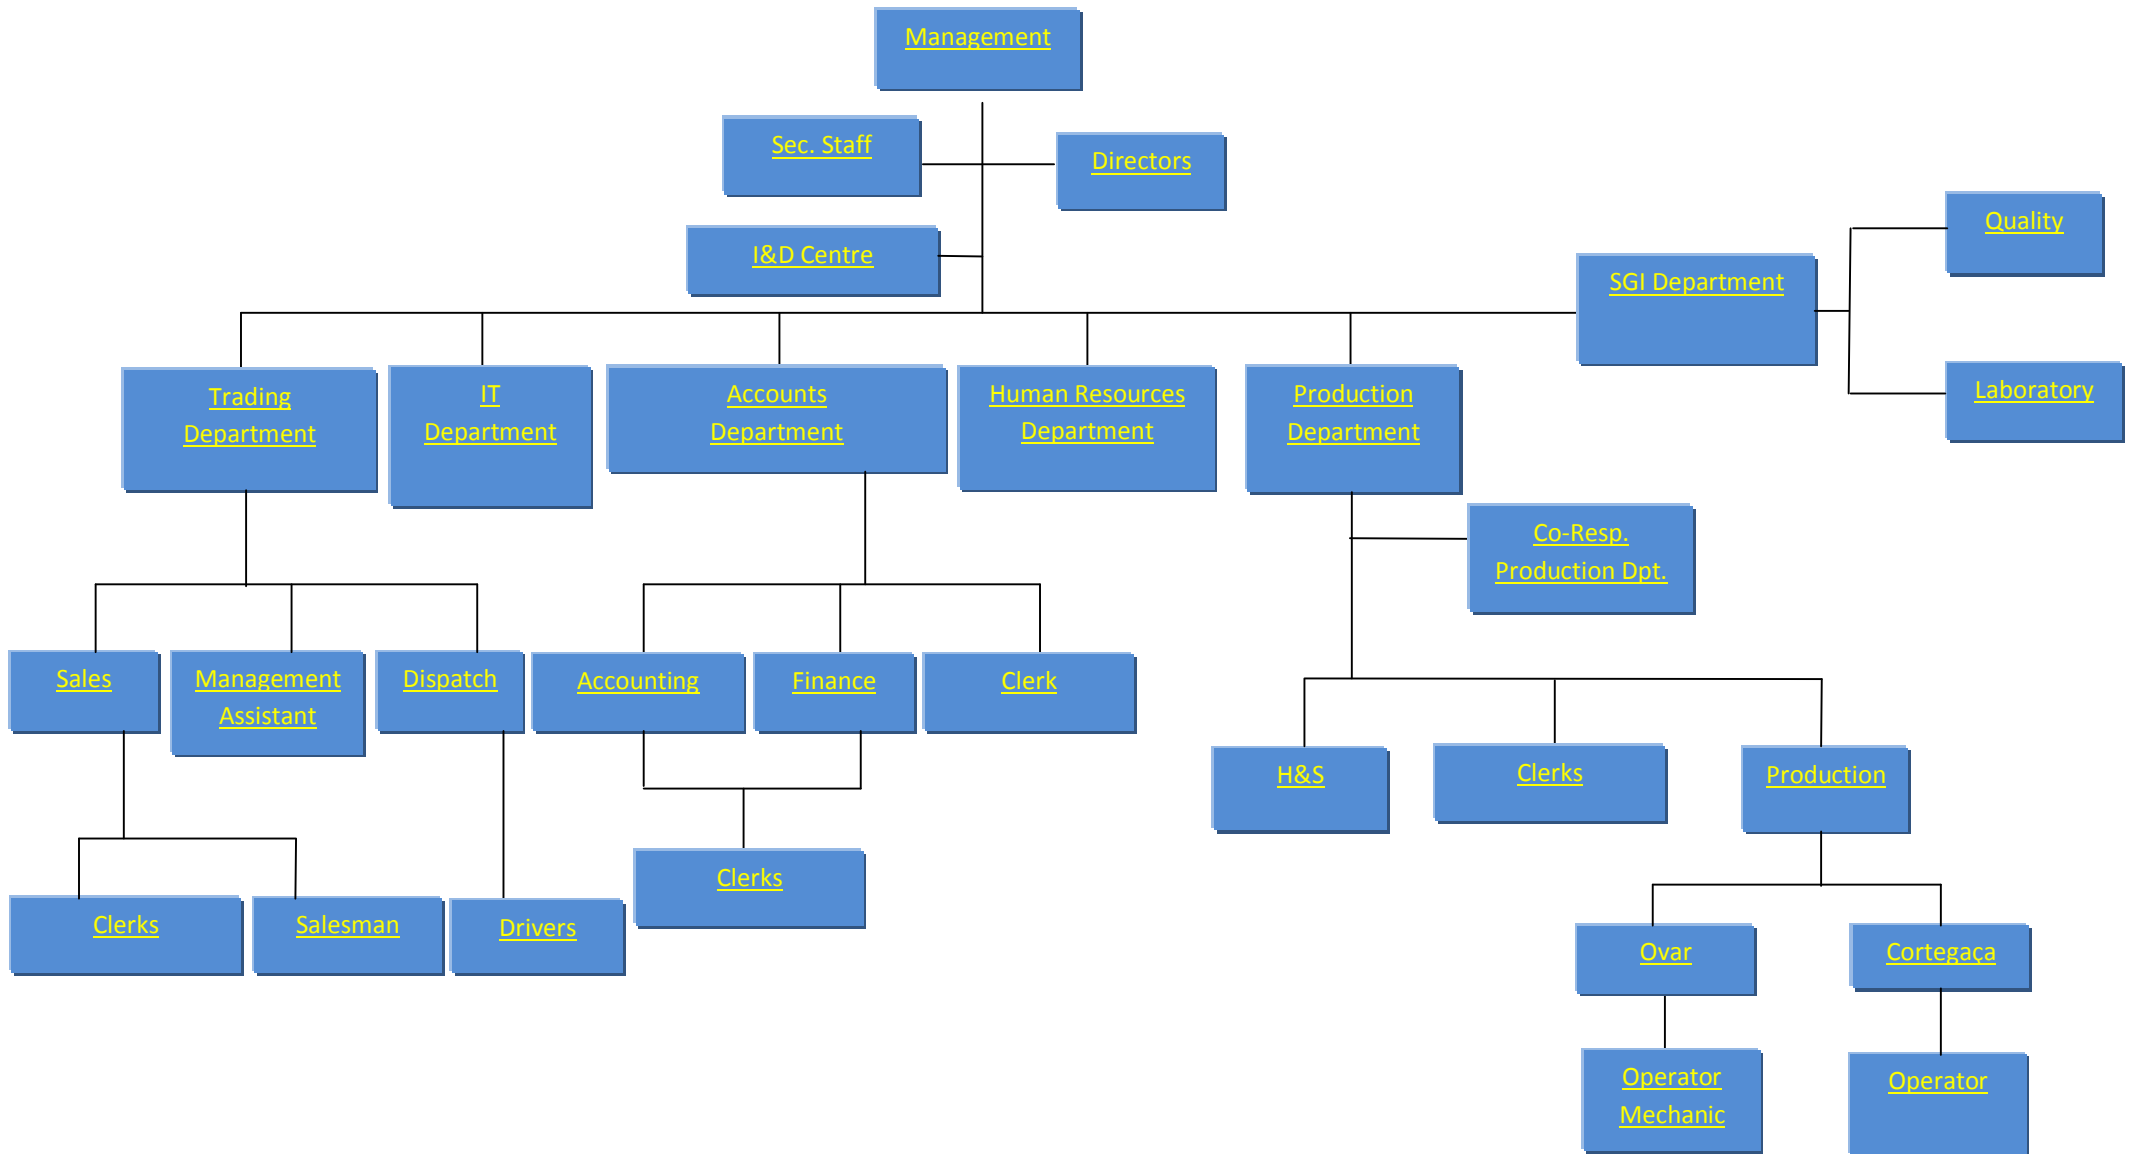 Management
Sec. Staff
Directors
I&D Centre
Quality
SGI Department
Laboratory
Trading
Department
IT
Department
Accounts
Department
Human Resources
Department
Production
Department
Co-Resp.
Production Dpt.
Sales
Management
Assistant
Dispatch
Accounting
Finance
Clerk
H&S
Clerks
Production
Clerks
Salesman
Drivers
Clerks
Ovar
Cortegaça
Operator
Mechanic
Operator